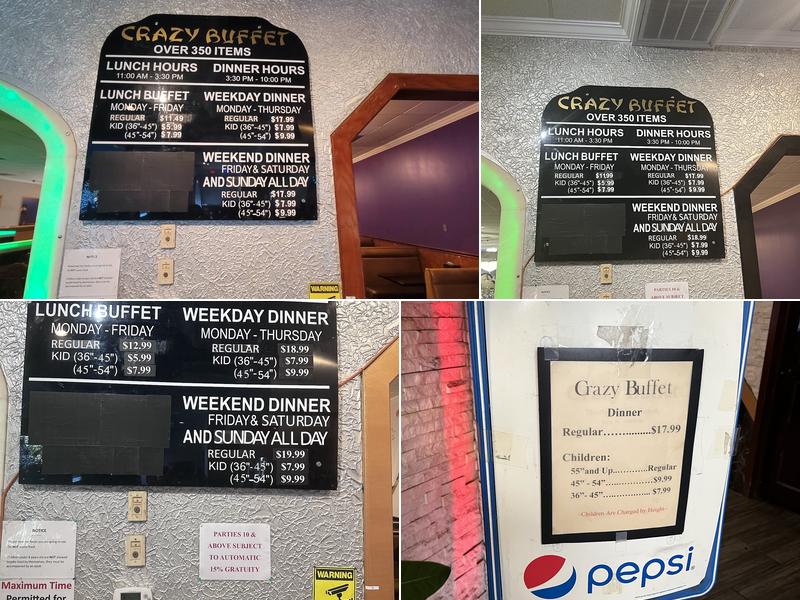 CRAZY BUFFET
OVER 350 ITEMS
LUNCH HOURS
11:00 AM - 3:30 PM
DINNER HOURS
3:30 PM - 10:00 PM
LUNCH BUFFET
MONDAY - FRIDAY
REGULAR $11.49
KID (36"-45") $5.99
(45"-54") $7.99
WEEKDAY DINNER
MONDAY - THURSDAY
REGULAR $17.99
KID (36"-45") $7.99
(45"-54") $9.99
WEEKEND DINNER
FRIDAY & SATURDAY
AND SUNDAY ALL DAY
REGULAR $17.99
KID (36"-45") $7.99
(45"-54") $9.99
NOTICE
WARNING
CRAZY BUFFET
OVER 350 ITEMS
LUNCH HOURS
11:00 AM - 3:30 PM
DINNER HOURS
3:30 PM - 10:00 PM
LUNCH BUFFET
MONDAY - FRIDAY
REGULAR $11.99
KID (36"-45") $5.99
(45"-54") $7.99
WEEKDAY DINNER
MONDAY - THURSDAY
REGULAR $17.99
KID (36"-45") $7.99
(45"-54") $9.99
WEEKEND DINNER
FRIDAY & SATURDAY
AND SUNDAY ALL DAY
REGULAR $18.99
KID (36"-45") $7.99
(45"-54") $9.99
PARTIES 10 &
ABOVE SUBJECT
LUNCH BUFFET
MONDAY - FRIDAY
REGULAR $12.99
KID (36"-45") $5.99
(45"-54") $7.99
WEEKDAY DINNER
MONDAY - THURSDAY
REGULAR $18.99
KID (36"-45") $7.99
(45"-54") $9.99
WEEKEND DINNER
FRIDAY & SATURDAY
AND SUNDAY ALL DAY
REGULAR $19.99
KID (36"-45") $7.99
(45"-54") $9.99
NOTICE
Maximum Time
Permitted for
PARTIES 10 &
ABOVE SUBJECT
TO AUTOMATIC
15% GRATUITY
WARNING
Crazy Buffet
Dinner
Regular.............$17.99
Children:
55"and Up...........Regular
45" - 54"...............$9.99
36"- 45"................$7.99
~Children Are Charged by Height~
pepsi